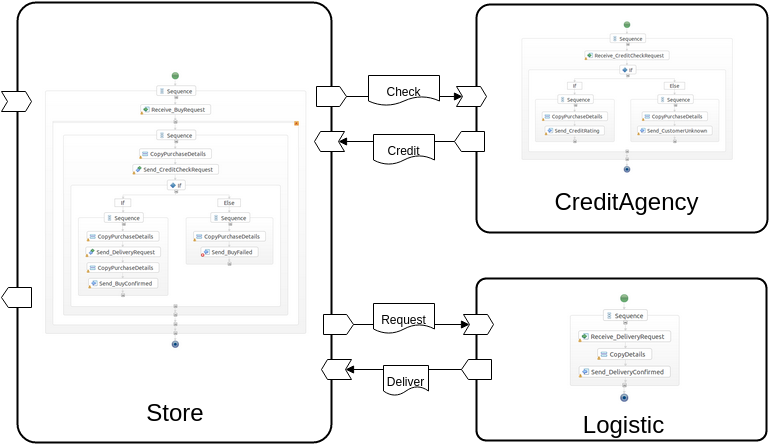 Sequence
Receive_BuyRequest
Sequence
CopyPurchaseDetails
Send_CreditCheckRequest
If
If
Else
Sequence
Sequence
CopyPurchaseDetails
CopyPurchaseDetails
Send_DeliveryRequest
Send_BuyFailed
CopyPurchaseDetails
Send_BuyConfirmed
Store
Check
Credit
Request
Deliver
Sequence
Receive_CreditCheckRequest
If
If
Else
Sequence
Sequence
CopyPurchaseDetails
CopyPurchaseDetails
Send_CreditRating
Send_CustomerUnknown
CreditAgency
Sequence
Receive_DeliveryRequest
CopyDetails
Send_DeliveryConfirmed
Logistic